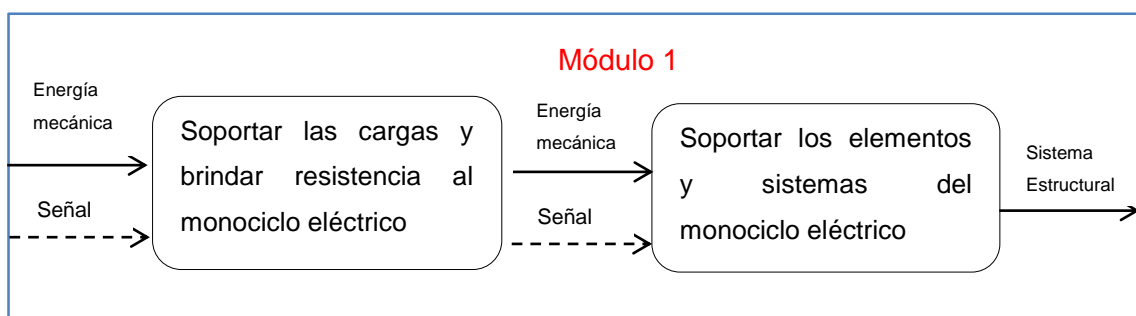 Módulo 1
Energía
mecánica
Señal
Soportar las cargas y
brindar resistencia al
monociclo eléctrico
Energía
mecánica
Señal
Soportar los elementos
y sistemas del
monociclo eléctrico
Sistema
Estructural